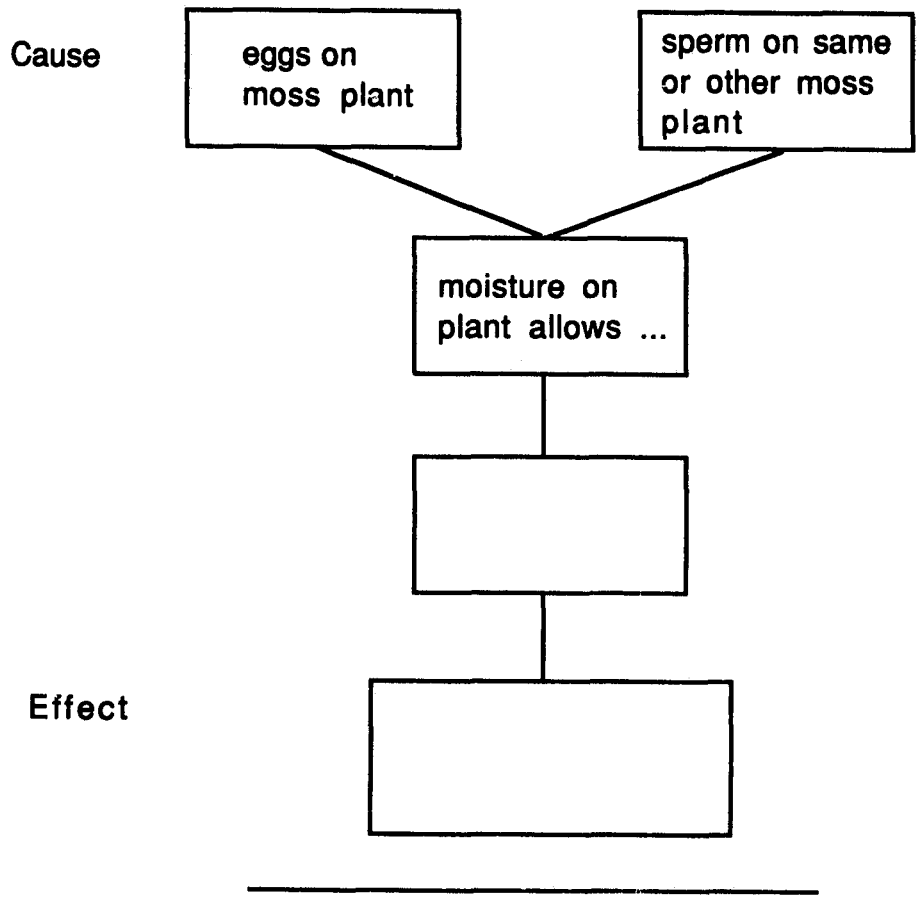 Cause
eggs on
moss plant
sperm on same
or other moss
plant
moisture on
plant allows ...
Effect